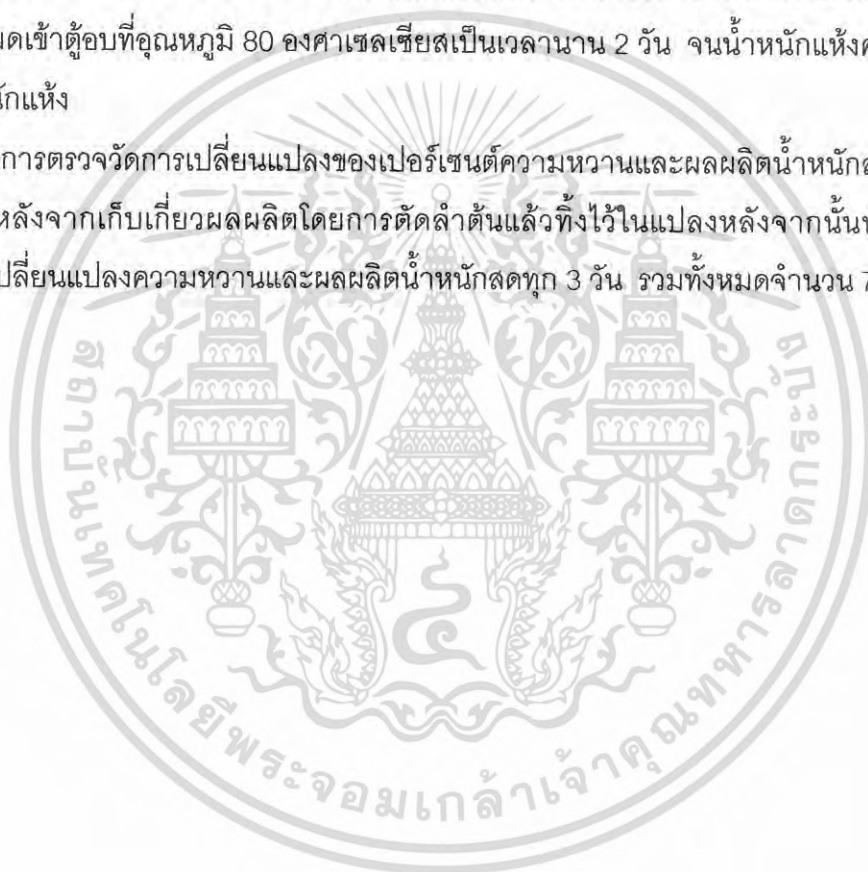 มดเข้าตู้อบที่อุณหภูมิ 80 องศาเซลเซียสเป็นเวลานาน 2 วัน จนน้ำหนักแห้งค
นักแห้ง
การตรวจวัดการเปลี่ยนแปลงของเปอร์เซนต์ความหวานและผลผลิตน้ำหนักส
หลังจากเก็บเกี่ยวผลผลิตโดยการตัดลำต้นแล้วทิ้งไว้ในแปลงหลังจากนั้นท
ปลี่ยนแปลงความหวานและผลผลิตน้ำหนักสดทุก 3 วัน รวมทั้งหมดจำนวน 7
สถาบันเทคโนโลยีพระจอมเกล้าเจ้าคุณทหารลาดกระบัง